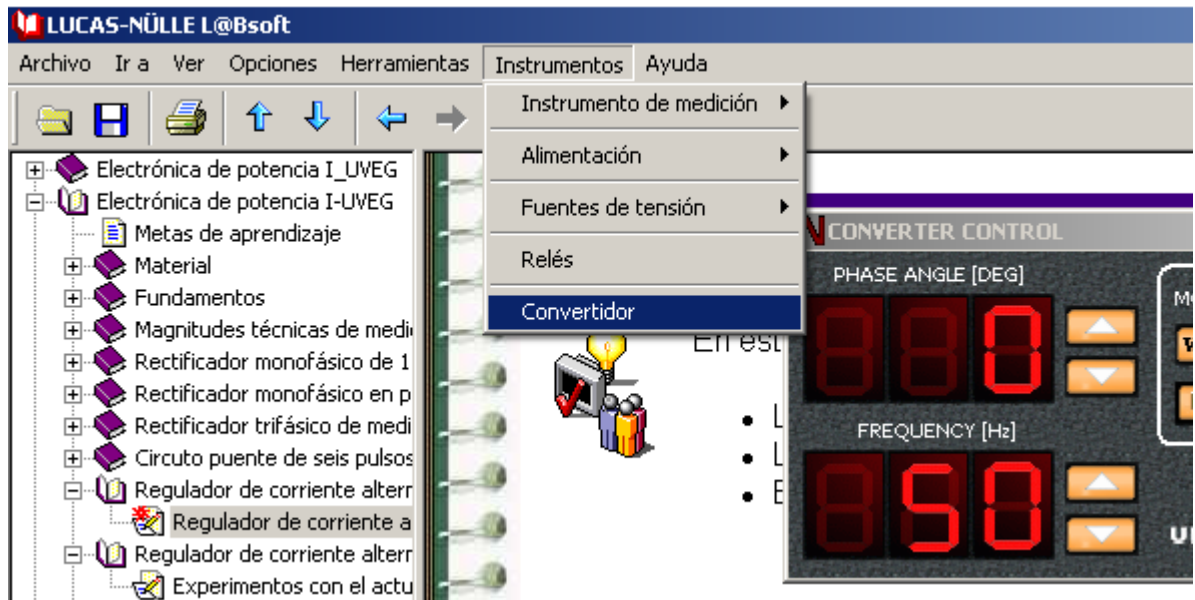 LUCAS-NÜLLE L@Bsoft
Archivo Ir a Ver Opciones Herramientas Instrumentos Ayuda
Instrumento de medición
Alimentación
Fuentes de tensión
Relés
Convertidor
Electrónica de potencia I_UVEG
Electrónica de potencia I-UVEG
Metas de aprendizaje
Material
Fundamentos
Magnitudes técnicas de medi
Rectificador monofásico de 1
Rectificador monofásico en p
Rectificador trifásico de medi
Circuto puente de seis pulsos
Regulador de corriente alterr
Regulador de corriente a
Regulador de corriente alterr
Experimentos con el actu
En est
L
L
E
CONVERTER CONTROL
PHASE ANGLE [DEG]
0
FREQUENCY [Hz]
50